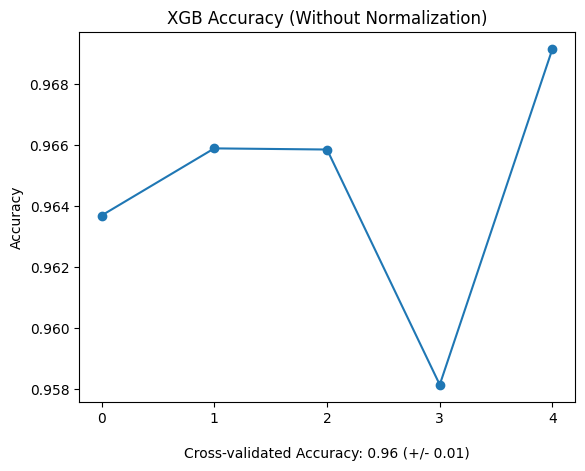 XGB Accuracy (Without Normalization)
Accuracy
0.968
0.966
0.964
0.962
0.960
0.958
0 1 2 3 4
Cross-validated Accuracy: 0.96 (+/- 0.01)